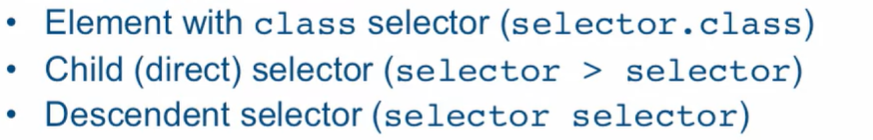 • Element with class selector (selector.class)
• Child (direct) selector (selector > selector)
• Descendent selector (selector selector)